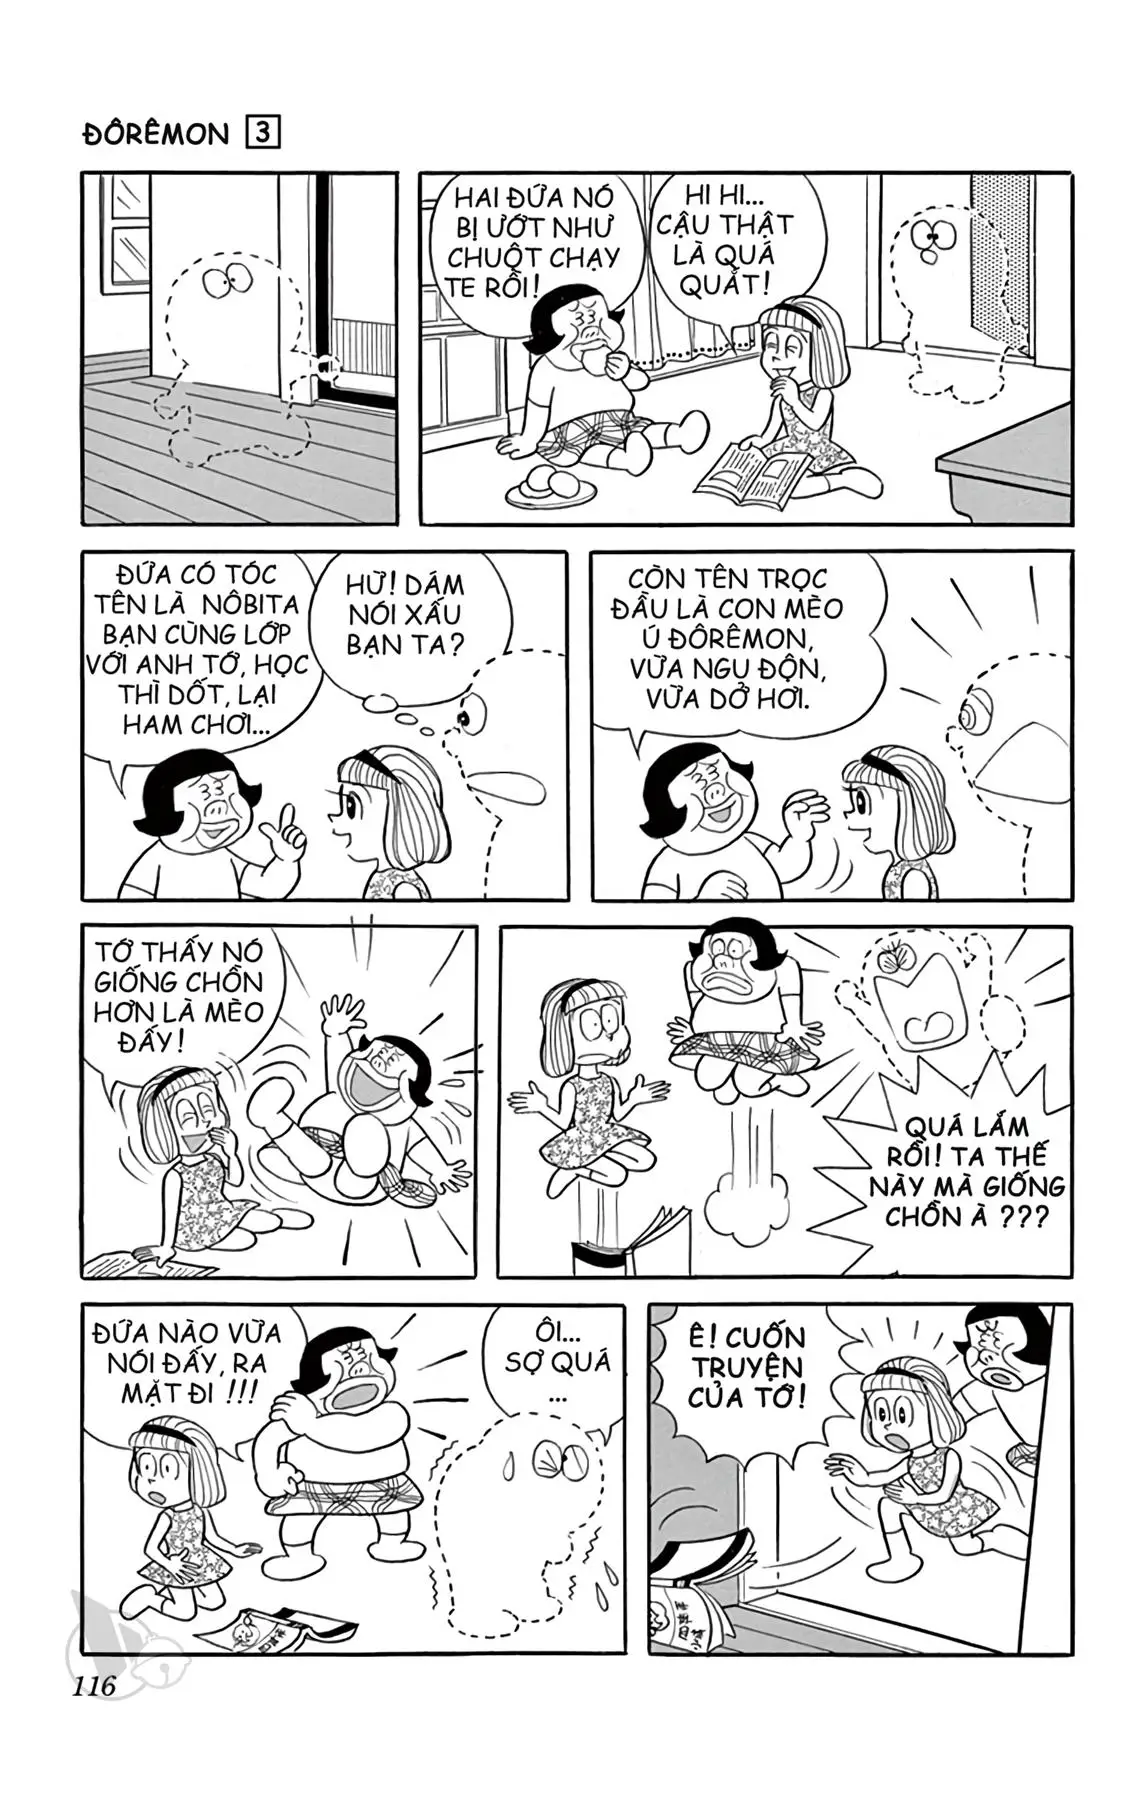 ĐÔRÊMON 3
HAI ĐỨA NÓ
BỊ ƯỚT NHƯ
CHUỘT CHẠY
TE RỒI!
HI HI...
CẬU THẬT
LÀ QUÁ
QUẮT!
ĐỨA CÓ TÓC
TÊN LÀ NÔBITA
BẠN CÙNG LỚP
VỚI ANH TỚ, HỌC
THÌ DỐT, LẠI
HAM CHƠI...
HỪ! DÁM
NÓI XẤU
BẠN TA?
CÒN TÊN TRỌC
ĐẦU LÀ CON MÈO
Ú ĐÔRÊMON,
VỪA NGU ĐỘN,
VỪA DỞ HƠI.
TỚ THẤY NÓ
GIỐNG CHỒN
HƠN LÀ MÈO
ĐẤY!
QUÁ LẮM
RỒI! TA THẾ
NÀY MÀ GIỐNG
CHỒN À ???
ĐỨA NÀO VỪA
NÓI ĐẤY, RA
MẶT ĐI !!!
ÔI...
SỢ QUÁ
...
Ê! CUỐN
TRUYỆN
CỦA TỚ!
116